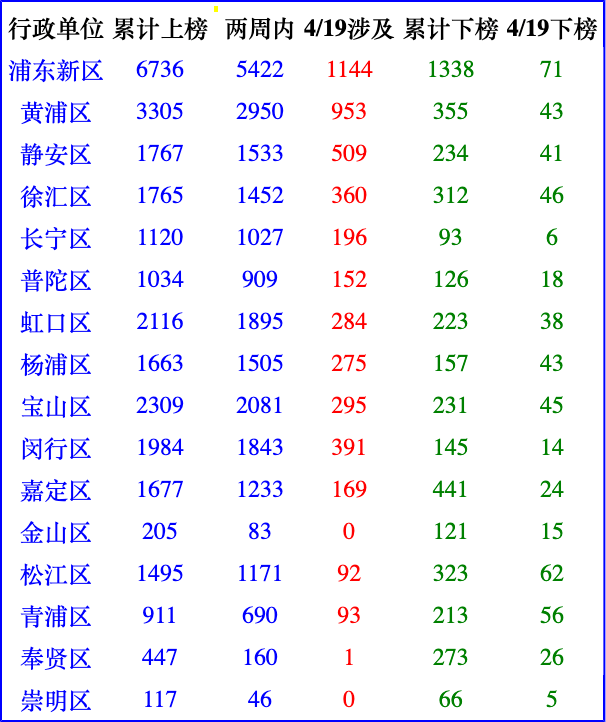 行政单位 累计上榜 两周内 4/19涉及 累计下榜 4/19下榜
浦东新区 6736 5422 1144 1338 71
黄浦区 3305 2950 953 355 43
静安区 1767 1533 509 234 41
徐汇区 1765 1452 360 312 46
长宁区 1120 1027 196 93 6
普陀区 1034 909 152 126 18
虹口区 2116 1895 284 223 38
杨浦区 1663 1505 275 157 43
宝山区 2309 2081 295 231 45
闵行区 1984 1843 391 145 14
嘉定区 1677 1233 169 441 24
金山区 205 83 0 121 15
松江区 1495 1171 92 323 62
青浦区 911 690 93 213 56
奉贤区 447 160 1 273 26
崇明区 117 46 0 66 5